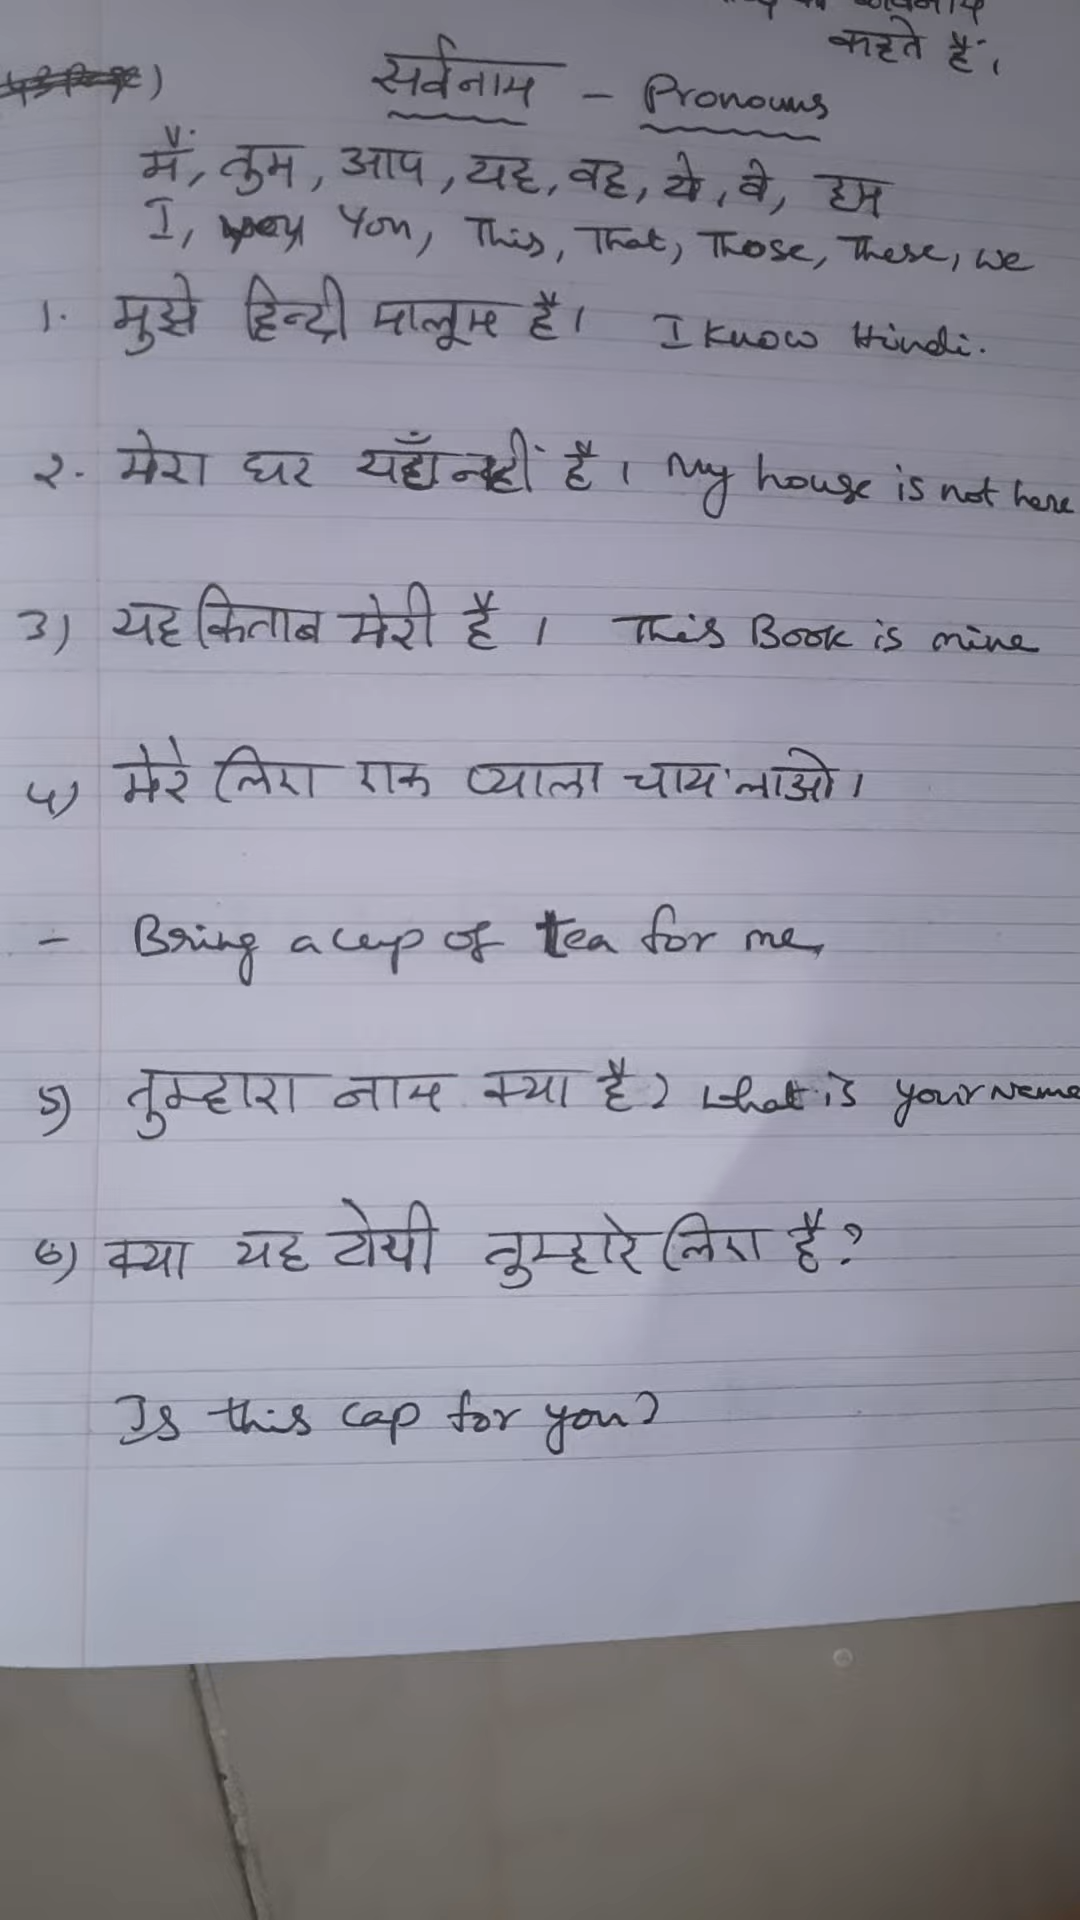 कहते हैं।
सर्वनाम - Pronouns
मैं, तुम, आप, यह, वह, ये, वे, हम
I, You, This, That, Those, These, we
1. मुझे हिन्दी मालूम है। I know Hindi.
२. मेरा घर यहाँ नहीं है। My house is not here
3) यह किताब मेरी है। This Book is mine
4) मेरे लिए एक प्याला चाय लाओ।
- Bring a cup of tea for me,
5) तुम्हारा नाम क्या है? What is your Name
6) क्या यह टोपी तुम्हारे लिए है?
Is this cap for you?